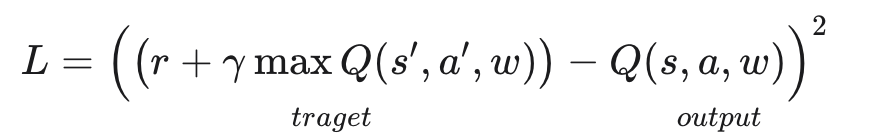 L = ((r + γ max Q(s′, a′, w)) − Q(s, a, w))²
traget output